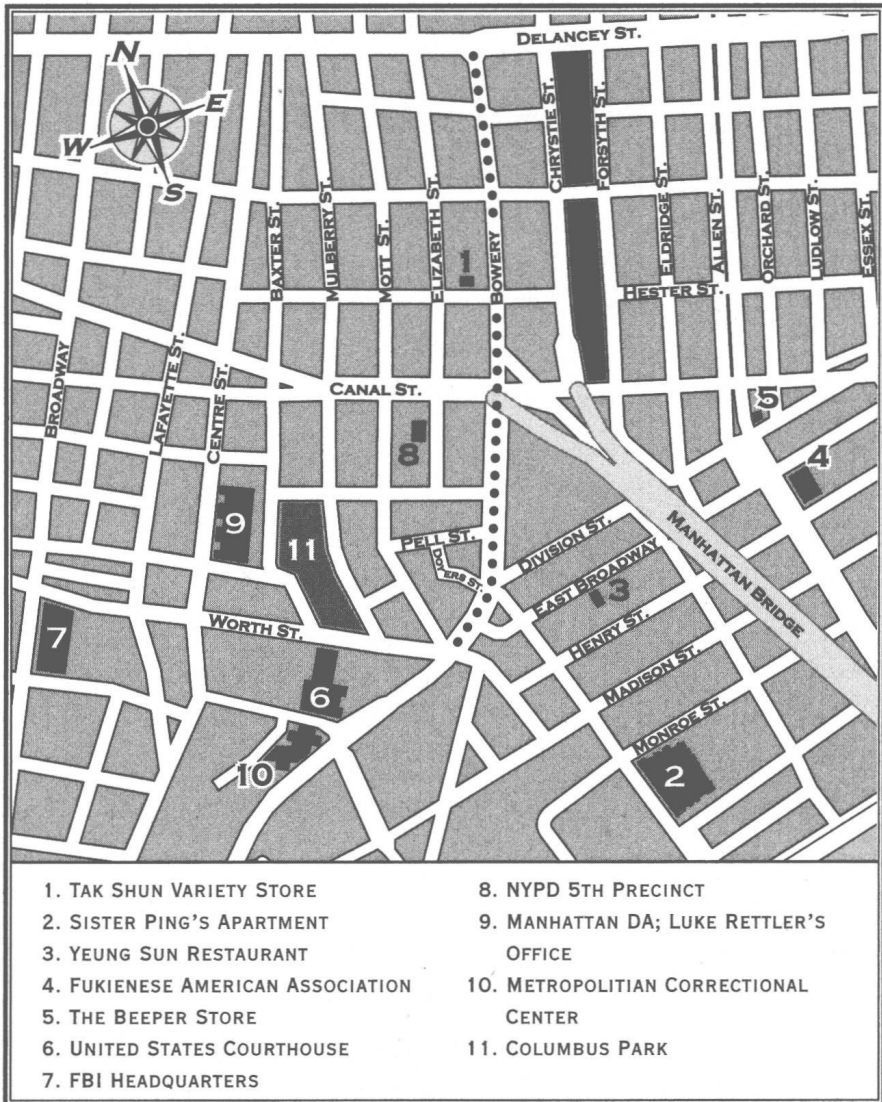 DELANCEY ST.
N
E
W
S
CHRYSTIE ST.
FORSYTH ST.
ELDRIDGE ST.
ALLEN ST.
ORCHARD ST.
LUDLOW ST.
ESSEX ST.
BAXTER ST.
MULBERRY ST.
MOTT ST.
ELIZABETH ST.
1
BOWERY
HESTER ST.
BROADWAY
LAFAYETTE ST.
CENTRE ST.
CANAL ST.
5
8
4
9
11
PELL ST.
DOYERS ST.
DIVISION ST.
MANHATTAN BRIDGE
EAST BROADWAY
3
7
WORTH ST.
HENRY ST.
MADISON ST.
6
MONROE ST.
10
2
1. TAK SHUN VARIETY STORE
2. SISTER PING'S APARTMENT
3. YEUNG SUN RESTAURANT
4. FUKIENESE AMERICAN ASSOCIATION
5. THE BEEPER STORE
6. UNITED STATES COURTHOUSE
7. FBI HEADQUARTERS
8. NYPD 5TH PRECINCT
9. MANHATTAN DA; LUKE RETTLER'S
OFFICE
10. METROPOLITIAN CORRECTIONAL
CENTER
11. COLUMBUS PARK